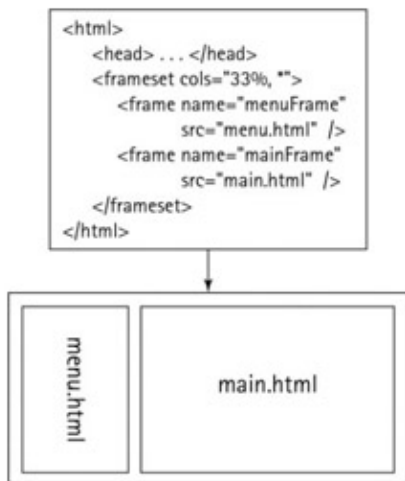 <html>
<head> . . . </head>
<frameset cols="33%, *">
<frame name="menuFrame"
src="menu.html" />
<frame name="mainFrame"
src="main.html" />
</frameset>
</html>
menu.html
main.html